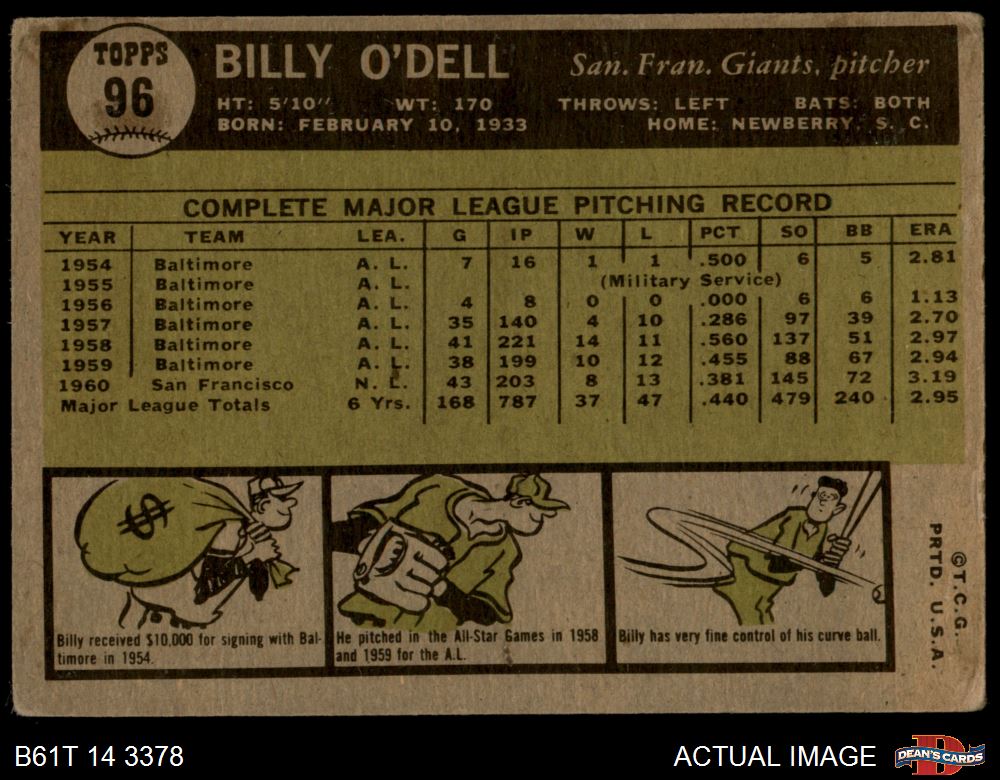 TOPPS
96
BILLY O'DELL
San. Fran. Giants, pitcher
HT: 5'10" WT: 170 THROWS: LEFT BATS: BOTH
BORN: FEBRUARY 10, 1933 HOME: NEWBERRY, S. C.
COMPLETE MAJOR LEAGUE PITCHING RECORD
YEAR TEAM LEA. G IP W L PCT SO BB ERA
1954 Baltimore A. L. 7 16 1 1 .500 6 5 2.81
1955 Baltimore A. L. (Military Service)
1956 Baltimore A. L. 4 8 0 0 .000 6 6 1.13
1957 Baltimore A. L. 35 140 4 10 .286 97 39 2.70
1958 Baltimore A. L. 41 221 14 11 .560 137 51 2.97
1959 Baltimore A. L. 38 199 10 12 .455 88 67 2.94
1960 San Francisco N. L. 43 203 8 13 .381 145 72 3.19
Major League Totals 6 Yrs. 168 787 37 47 .440 479 240 2.95
$
Billy received $10,000 for signing with Bal-
timore in 1954.
He pitched in the All-Star Games in 1958
and 1959 for the A.L.
Billy has very fine control of his curve ball.
©T.C.G.
PRTD. U.S.A.
B61T 14 3378
ACTUAL IMAGE
DEAN'S CARDS